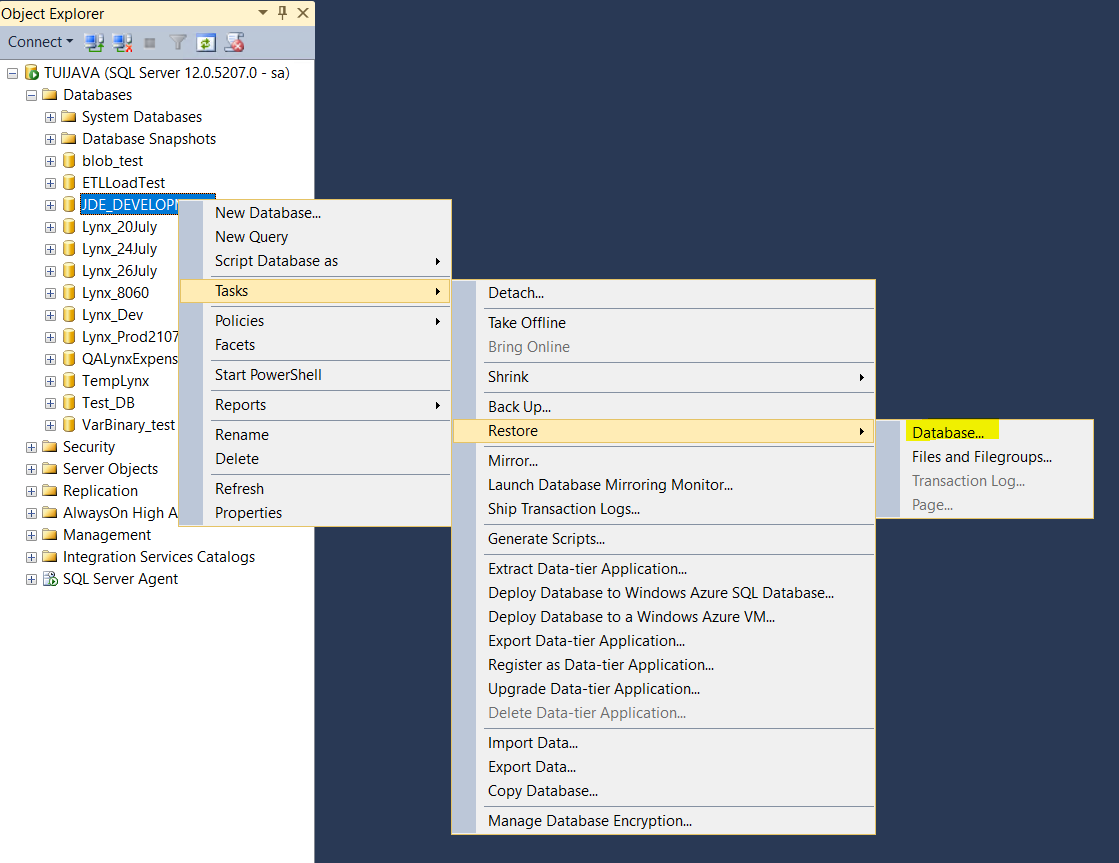 Object Explorer
Connect
TUIJAVA (SQL Server 12.0.5207.0 - sa)
Databases
System Databases
Database Snapshots
blob_test
ETLLoadTest
JDE_DEVELOPM
Lynx_20July
Lynx_24July
Lynx_26July
Lynx_8060
Lynx_Dev
Lynx_Prod2107
QALynxExpens
TempLynx
Test_DB
VarBinary_test
Security
Server Objects
Replication
AlwaysOn High A
Management
Integration Services Catalogs
SQL Server Agent
New Database...
New Query
Script Database as
Tasks
Policies
Facets
Start PowerShell
Reports
Rename
Delete
Refresh
Properties
Detach...
Take Offline
Bring Online
Shrink
Back Up...
Restore
Mirror...
Launch Database Mirroring Monitor...
Ship Transaction Logs...
Generate Scripts...
Extract Data-tier Application...
Deploy Database to Windows Azure SQL Database...
Deploy Database to a Windows Azure VM...
Export Data-tier Application...
Register as Data-tier Application...
Upgrade Data-tier Application...
Delete Data-tier Application...
Import Data...
Export Data...
Copy Database...
Manage Database Encryption...
Database...
Files and Filegroups...
Transaction Log...
Page...